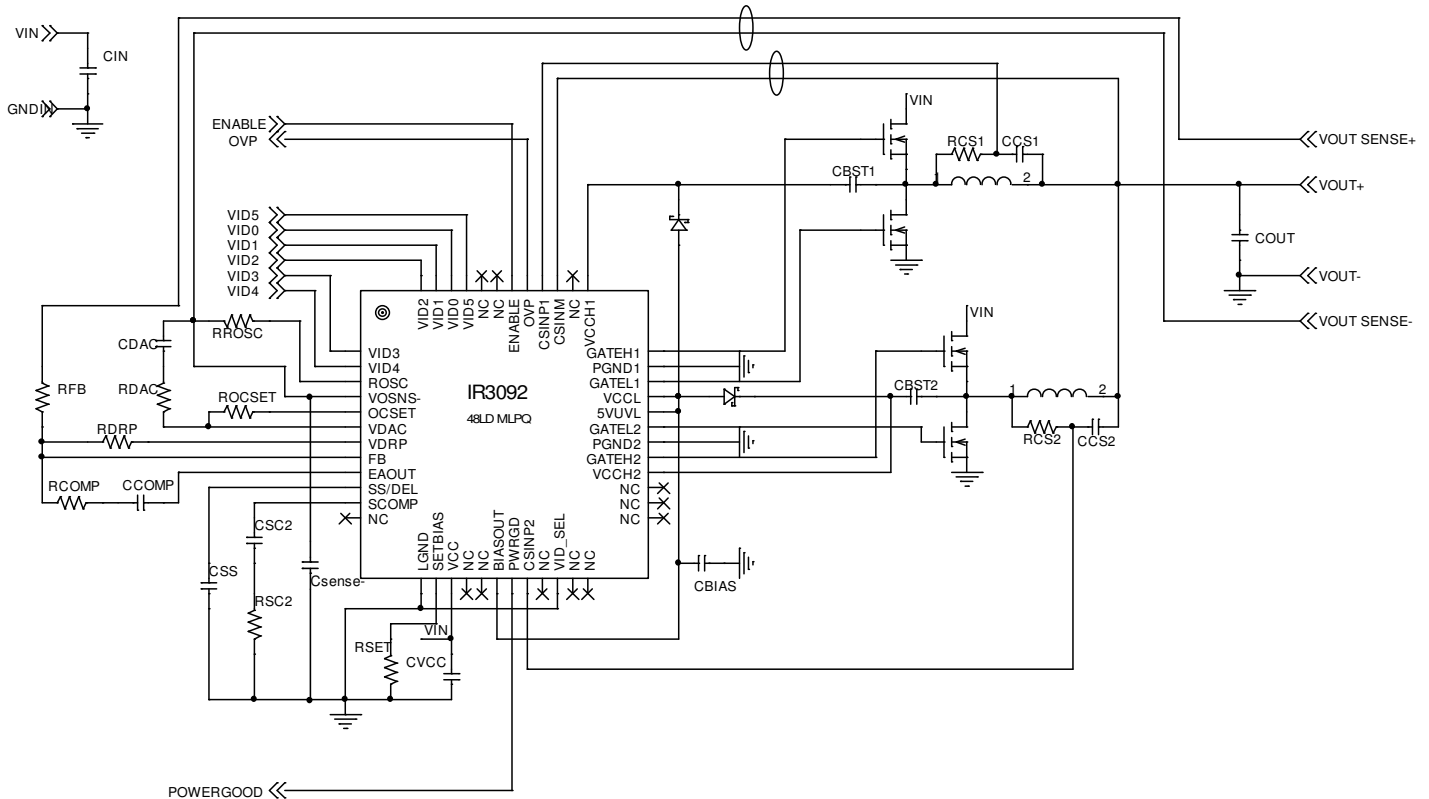 VIN
CIN
GNDIN
ENABLE
OVP
VID5
VID0
VID1
VID2
VID3
VID4
VIN
RCS1
CCS1
CBST1
1
2
VOUT SENSE+
VOUT+
COUT
VOUT-
VOUT SENSE-
VID2
VID1
VID0
VID5
NC
NC
ENABLE
OVP
CSINP1
CSINM
NC
VCCH1
RROSC
CDAC
RDAC
ROCSET
RFB
RDRP
RCOMP
CCOMP
VID3
VID4
ROSC
VOSNS-
OCSET
VDAC
VDRP
FB
EAOUT
SS/DEL
SCOMP
NC
IR3092
48LD MLPQ
GATEH1
PGND1
GATEL1
VCCL
5VUVL
GATEL2
PGND2
GATEH2
VCCH2
NC
NC
NC
VIN
CBST2
1
2
RCS2
CCS2
LGND
SETBIAS
VCC
NC
NC
BIASOUT
PWRGD
CSINP2
NC
VID_SEL
NC
NC
CSC2
CSS
Csense-
RSC2
CBIAS
VIN
RSET
CVCC
POWERGOOD